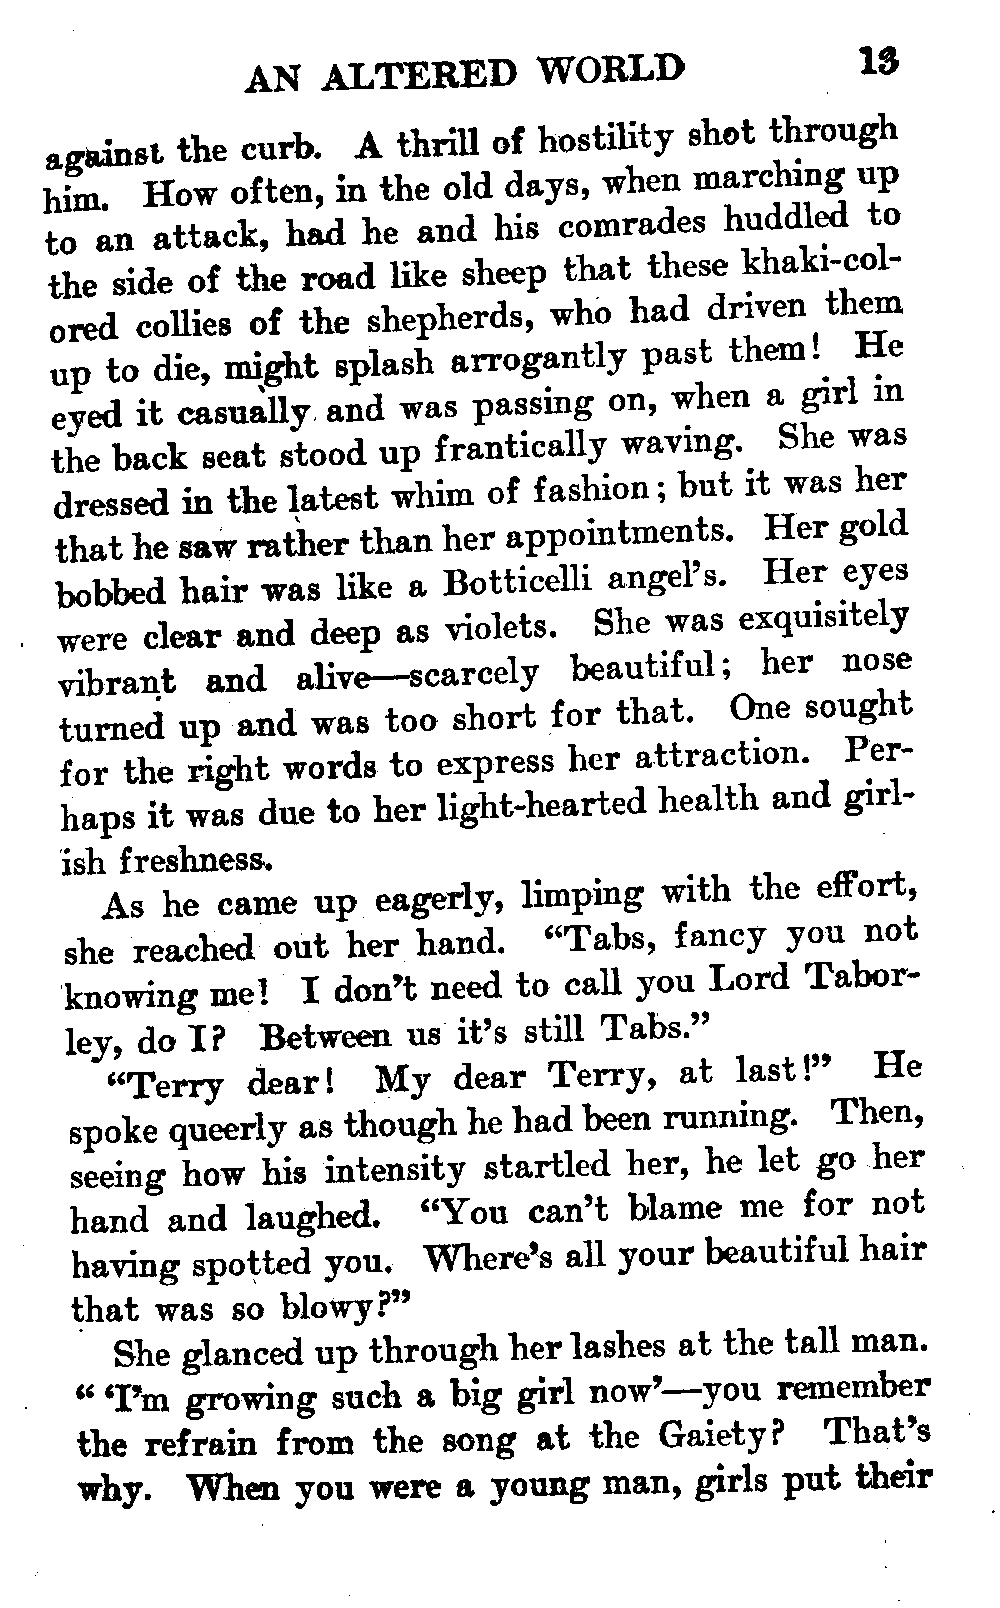 AN ALTERED WORLD 13
against the curb. A thrill of hostility shot through
him. How often, in the old days, when marching up
to an attack, had he and his comrades huddled to
the side of the road like sheep that these khaki-col-
ored collies of the shepherds, who had driven them
up to die, might splash arrogantly past them! He
eyed it casually and was passing on, when a girl in
the back seat stood up frantically waving. She was
dressed in the latest whim of fashion; but it was her
that he saw rather than her appointments. Her gold
bobbed hair was like a Botticelli angel's. Her eyes
were clear and deep as violets. She was exquisitely
vibrant and alive—scarcely beautiful; her nose
turned up and was too short for that. One sought
for the right words to express her attraction. Per-
haps it was due to her light-hearted health and girl-
ish freshness.
As he came up eagerly, limping with the effort,
she reached out her hand. "Tabs, fancy you not
knowing me! I don't need to call you Lord Tabor-
ley, do I? Between us it's still Tabs."
"Terry dear! My dear Terry, at last!" He
spoke queerly as though he had been running. Then,
seeing how his intensity startled her, he let go her
hand and laughed. "You can't blame me for not
having spotted you. Where's all your beautiful hair
that was so blowy?"
She glanced up through her lashes at the tall man.
" 'I'm growing such a big girl now'—you remember
the refrain from the song at the Gaiety? That's
why. When you were a young man, girls put their